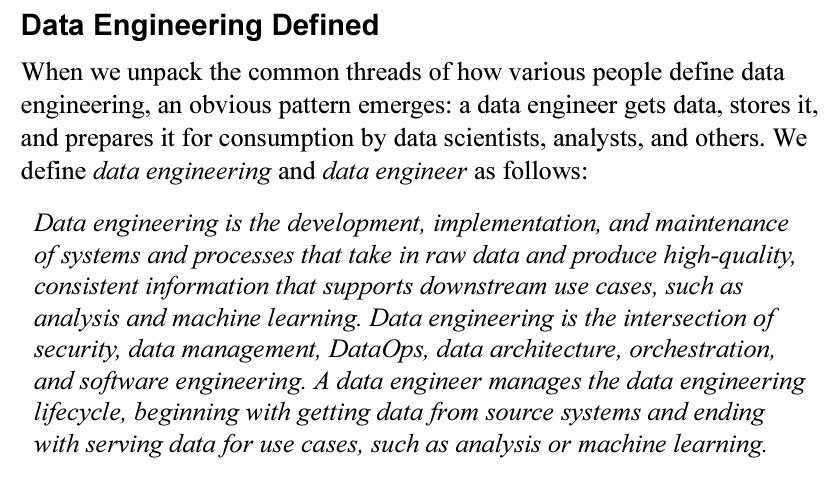 Data Engineering Defined
When we unpack the common threads of how various people define data
engineering, an obvious pattern emerges: a data engineer gets data, stores it,
and prepares it for consumption by data scientists, analysts, and others. We
define data engineering and data engineer as follows:
Data engineering is the development, implementation, and maintenance
of systems and processes that take in raw data and produce high-quality,
consistent information that supports downstream use cases, such as
analysis and machine learning. Data engineering is the intersection of
security, data management, DataOps, data architecture, orchestration,
and software engineering. A data engineer manages the data engineering
lifecycle, beginning with getting data from source systems and ending
with serving data for use cases, such as analysis or machine learning.